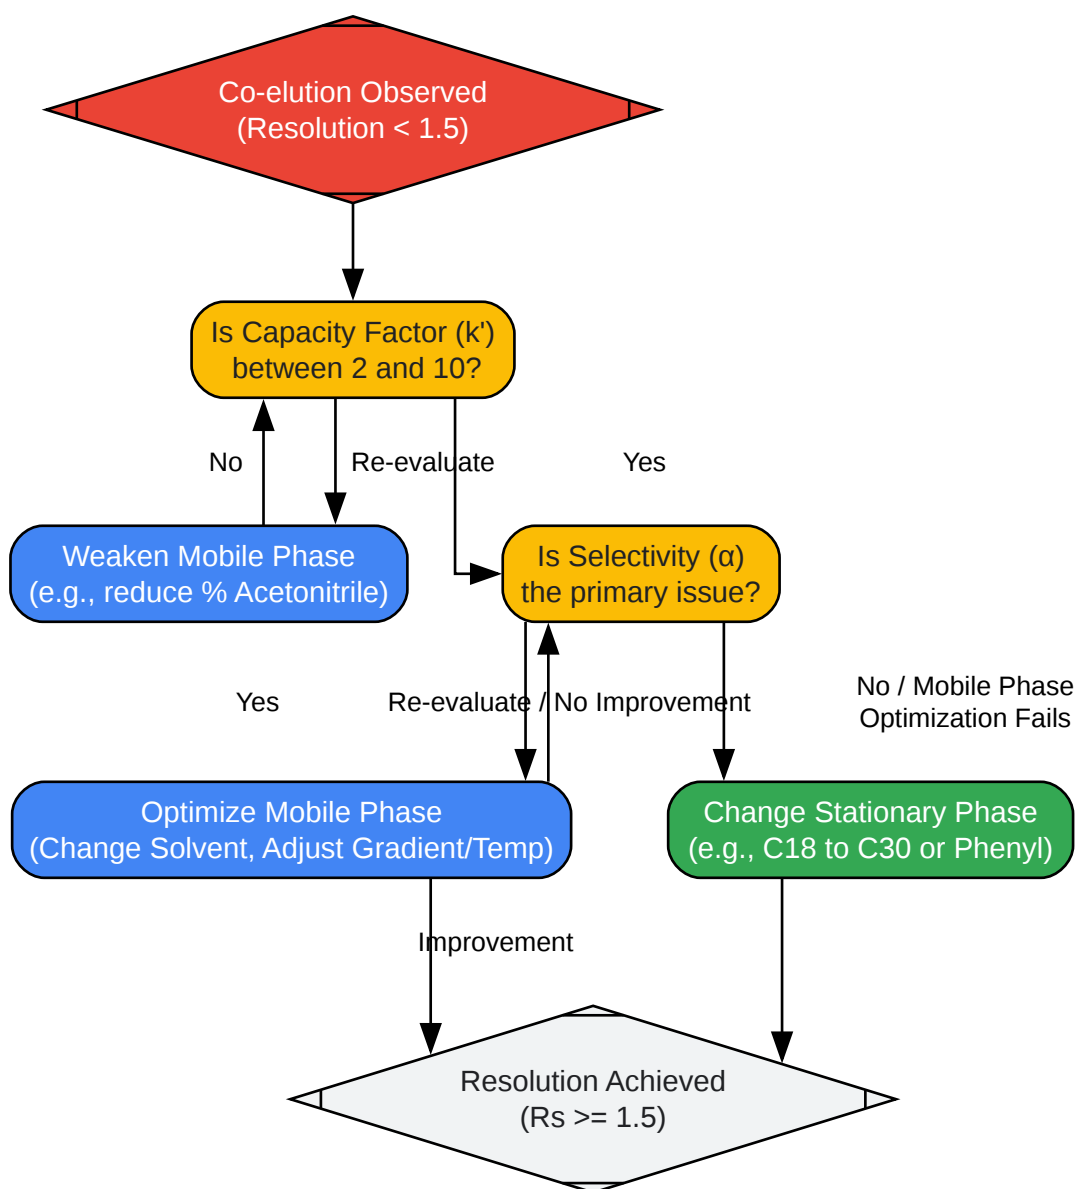 Co-elution Observed
(Resolution < 1.5)
Is Capacity Factor (k')
between 2 and 10?
No
Re-evaluate
Yes
Weaken Mobile Phase
(e.g., reduce % Acetonitrile)
Is Selectivity (α)
the primary issue?
Yes
Re-evaluate / No Improvement
No / Mobile Phase
Optimization Fails
Optimize Mobile Phase
(Change Solvent, Adjust Gradient/Temp)
Change Stationary Phase
(e.g., C18 to C30 or Phenyl)
Improvement
Resolution Achieved
(Rs >= 1.5)